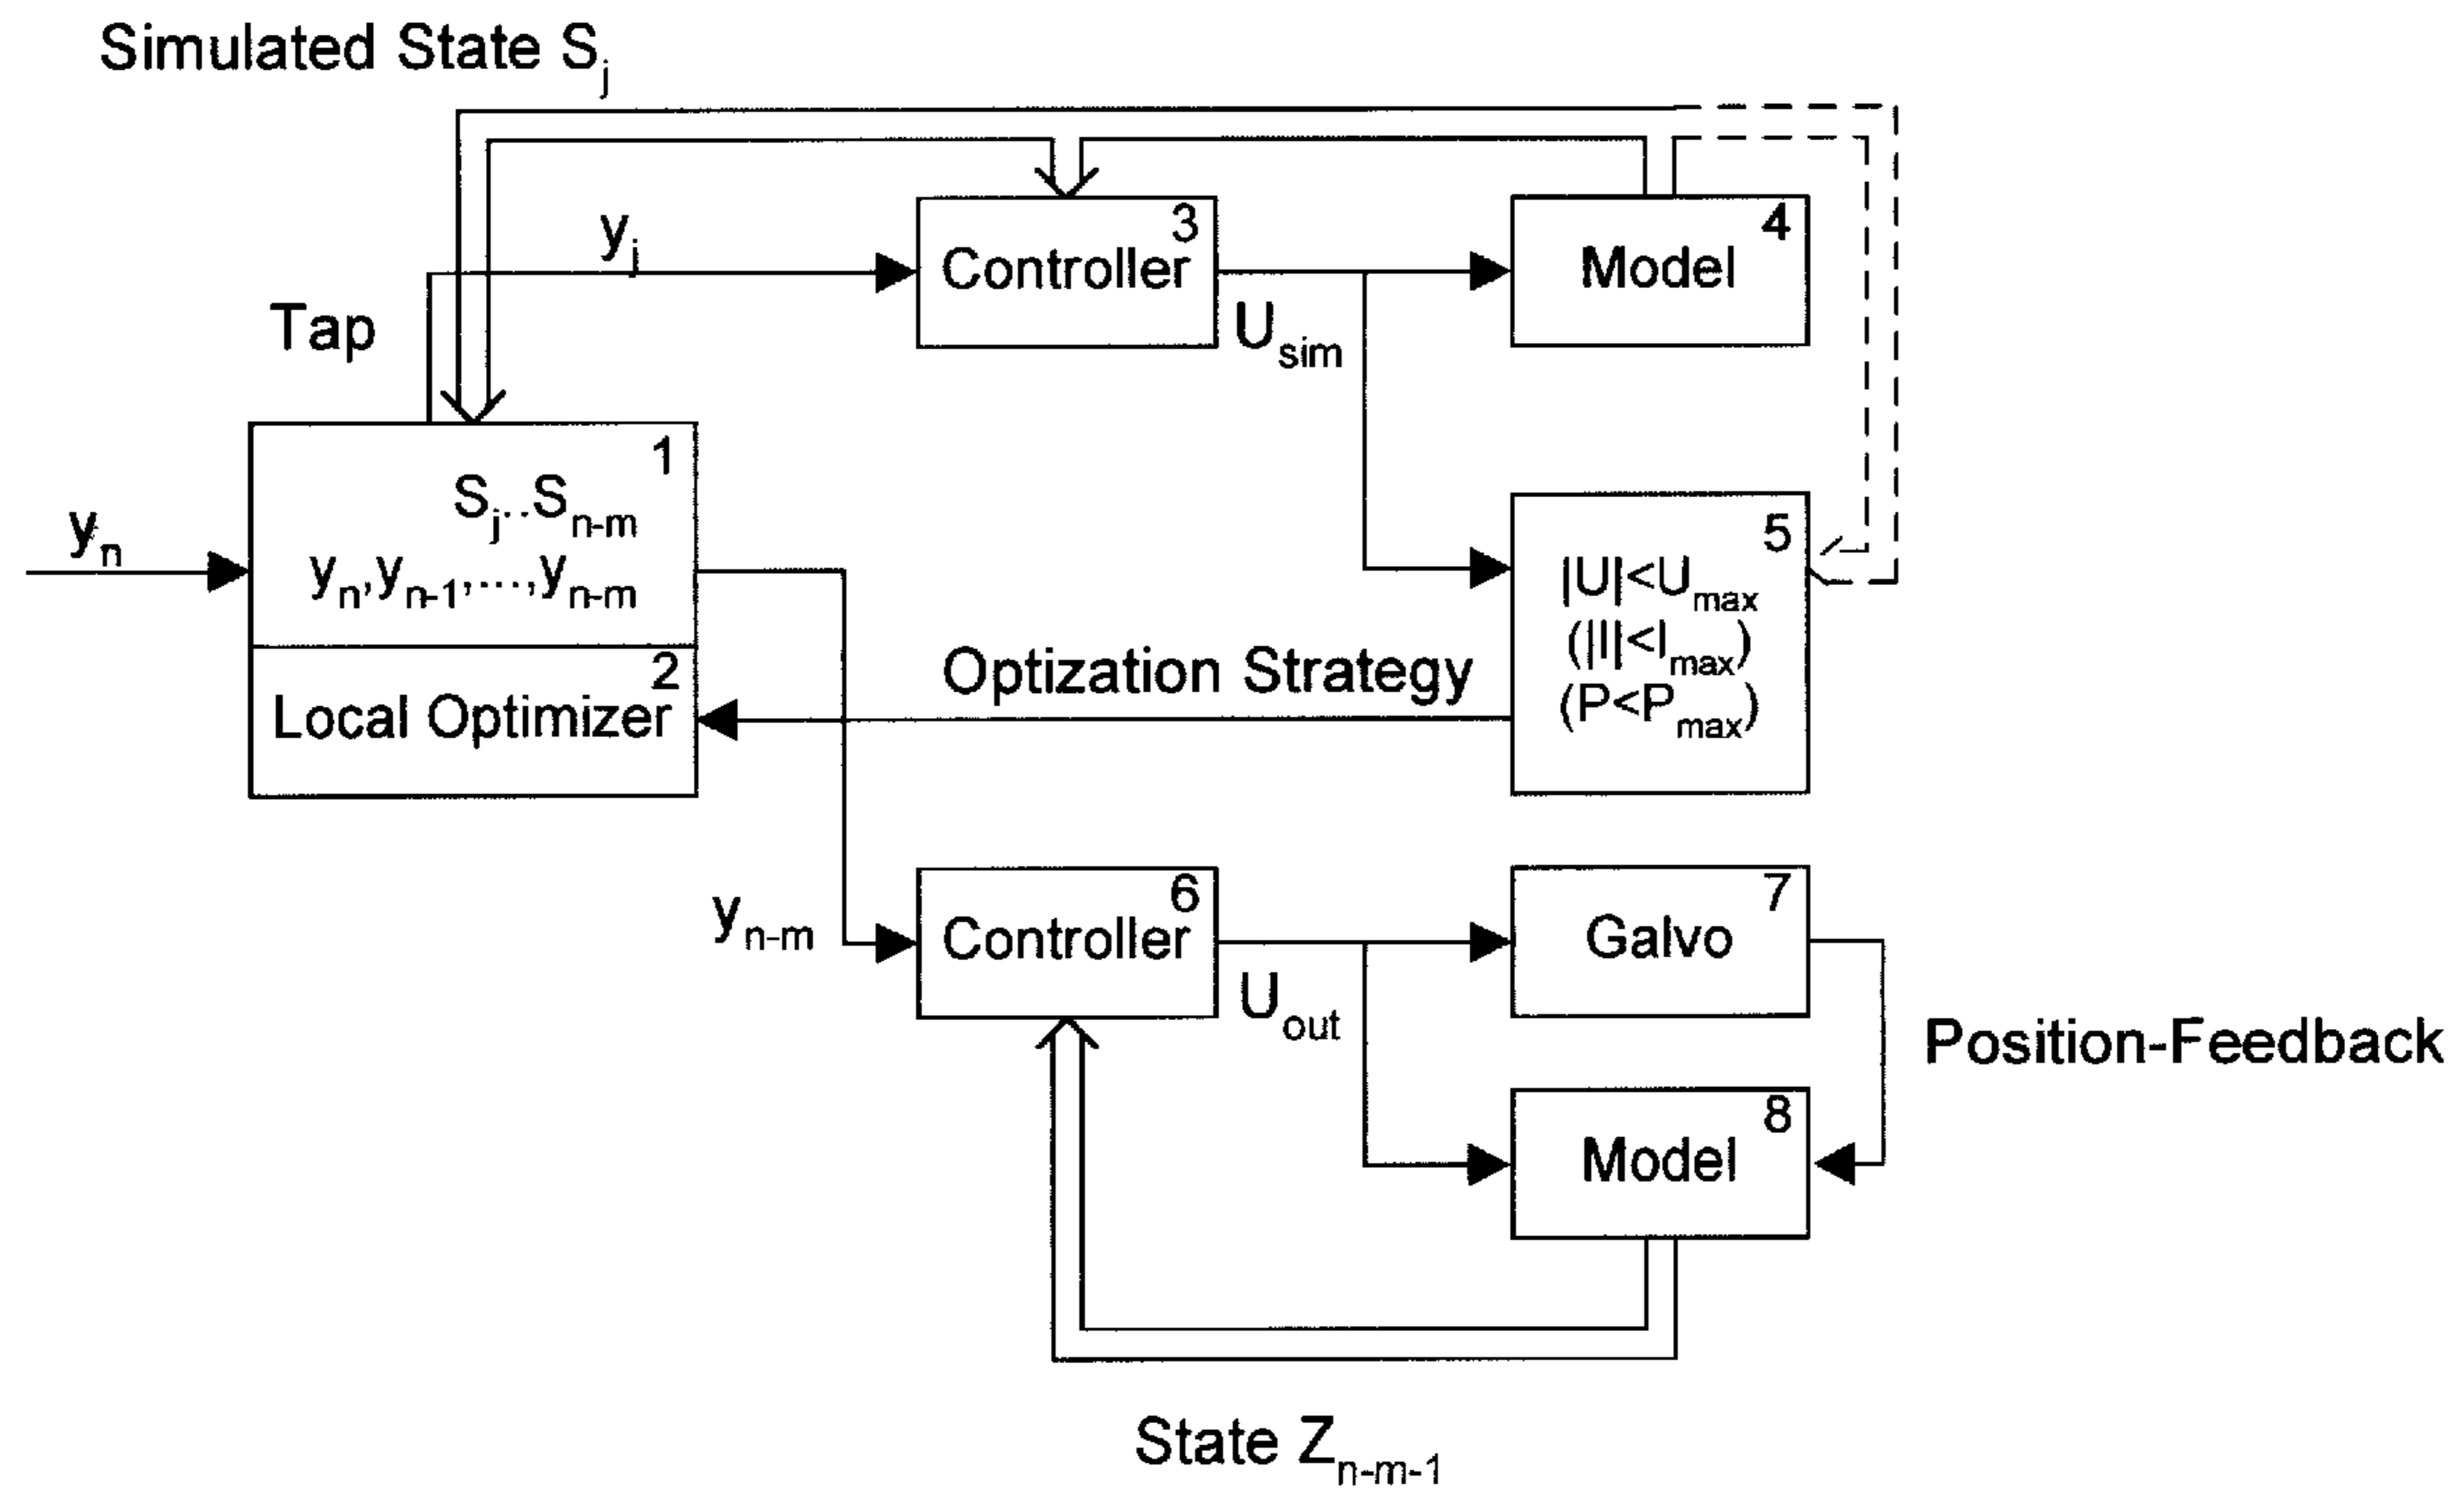 Simulated State Sj
yj
3
Controller
4
Model
Tap
Usim
1
Sj..Sn-m
yn
yn,yn-1,....,yn-m
5
|U|<Umax
(|I|<Imax)
(P<Pmax)
2
Local Optimizer
Optization Strategy
yn-m
6
Controller
7
Galvo
Uout
Position-Feedback
8
Model
State Zn-m-1